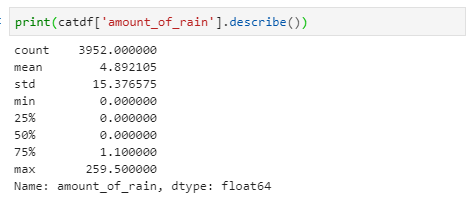 print(catdf['amount_of_rain'].describe())
count    3952.000000
mean        4.892105
std        15.376575
min         0.000000
25%         0.000000
50%         0.000000
75%         1.100000
max       259.500000
Name: amount_of_rain, dtype: float64